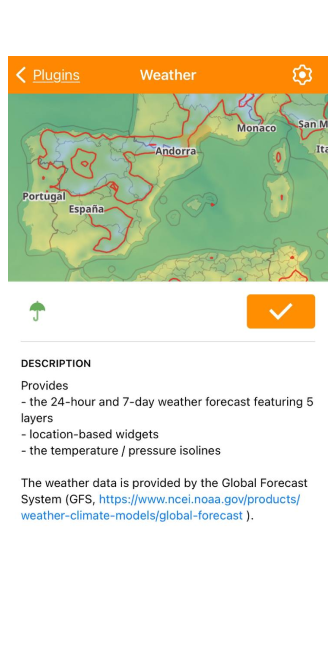 Plugins
Weather
Monaco
San M
Andorra
Ita
Portugal
España
DESCRIPTION
Provides
- the 24-hour and 7-day weather forecast featuring 5
layers
- location-based widgets
- the temperature / pressure isolines
The weather data is provided by the Global Forecast
System (GFS, https://www.ncei.noaa.gov/products/
weather-climate-models/global-forecast ).